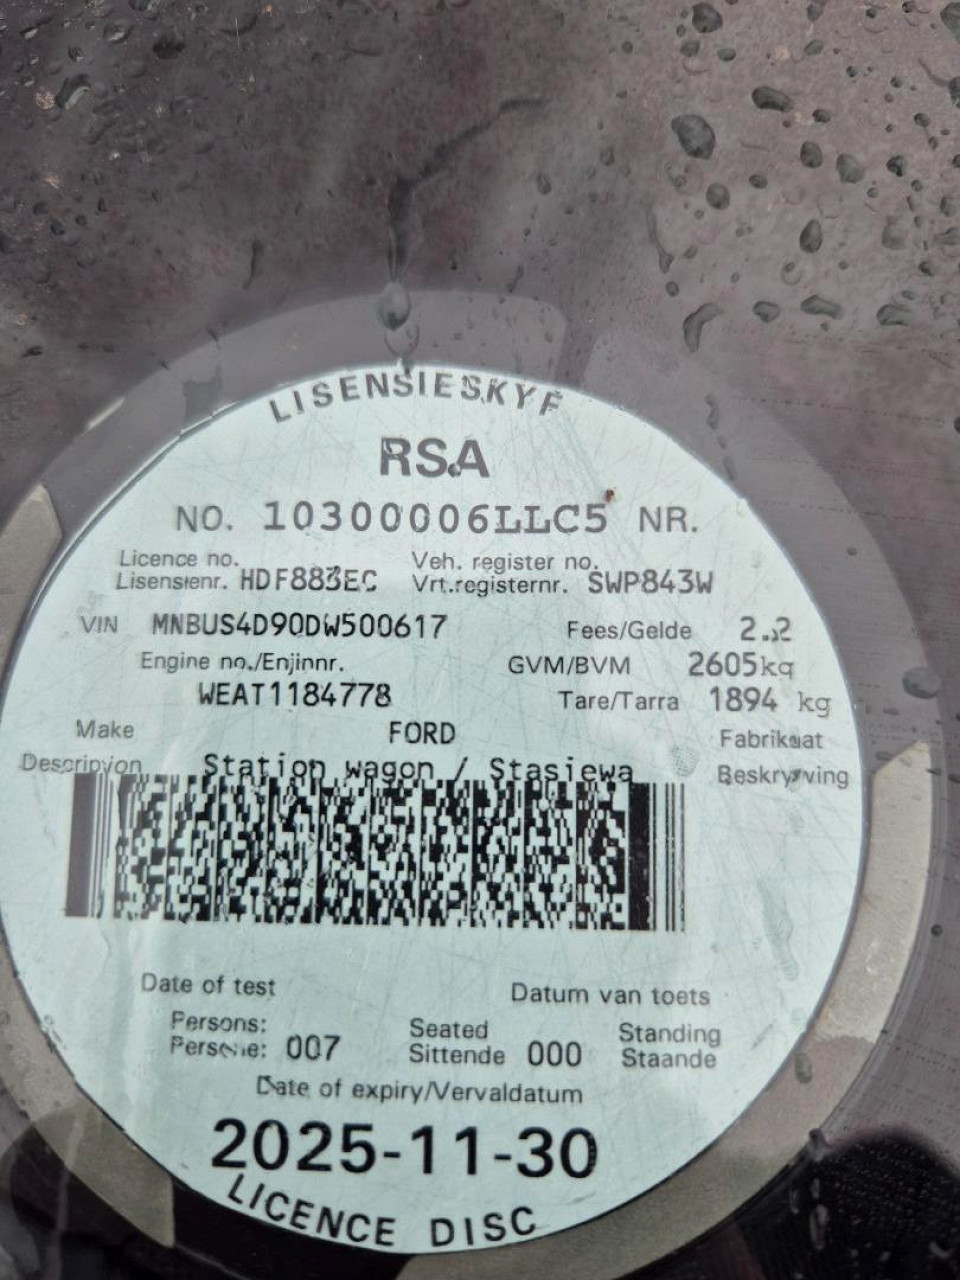 LISENSIESKYF
RSA
NO. 10300006LLC5 NR.
Licence no. Veh. register no.
Lisensienr. HDF883EC Vrt.registernr. SWP843W
VIN MNBUS4D90DW500617 Fees/Gelde 2.2
Engine no./Enjinnr. GVM/BVM 2605kg
WEAT1184778 Tare/Tarra 1894 kg
Make FORD Fabrikaat
Description Station wagon / Stasiewa Beskrywing
Date of test Datum van toets
Persons: Seated Standing
Persone: 007 Sittende 000 Staande
Date of expiry/Vervaldatum
2025-11-30
LICENCE DISC